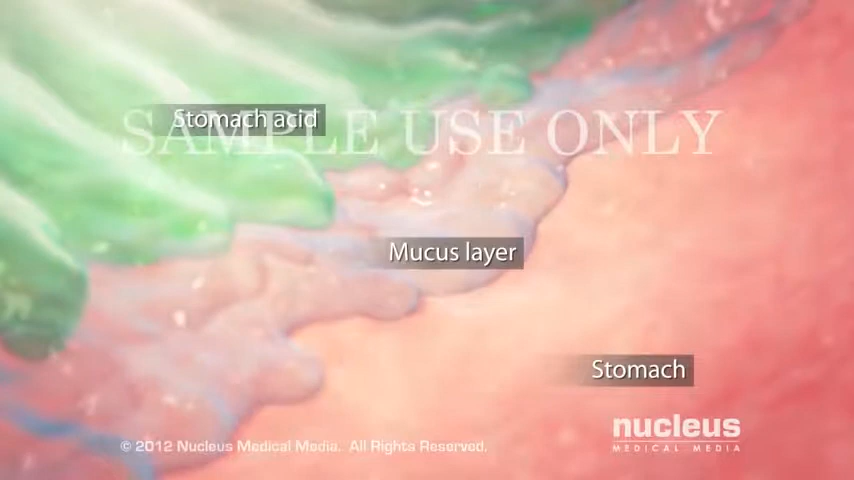 Stomach acid
SAMPLE USE ONLY
Mucus layer
Stomach
nucleus
MEDICAL MEDIA
© 2012 Nucleus Medical Media. All Rights Reserved.